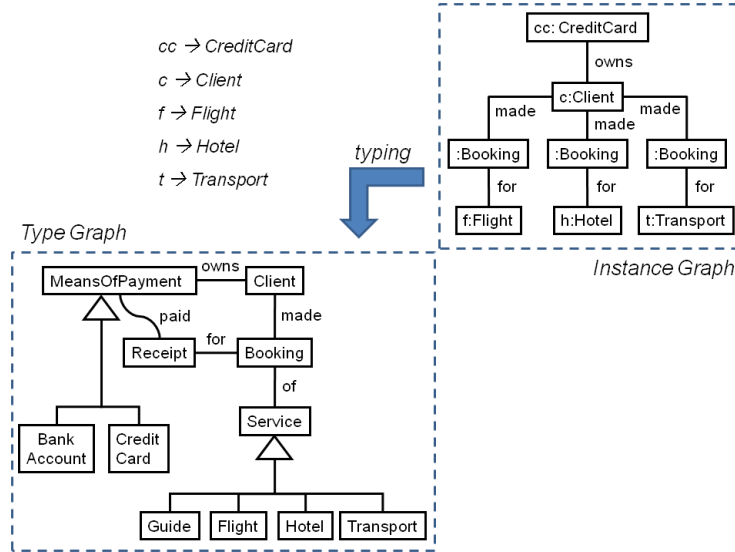 cc: CreditCard
cc → CreditCard
owns
c → Client
c:Client
made
made
made
f → Flight
h → Hotel
:Booking
:Booking
:Booking
typing
for
for
for
t → Transport
f:Flight
h:Hotel
t:Transport
Type Graph
Instance Graph
MeansOfPayment
owns
Client
paid
made
for
Receipt
Booking
of
Service
Bank
Account
Credit
Card
Guide
Flight
Hotel
Transport